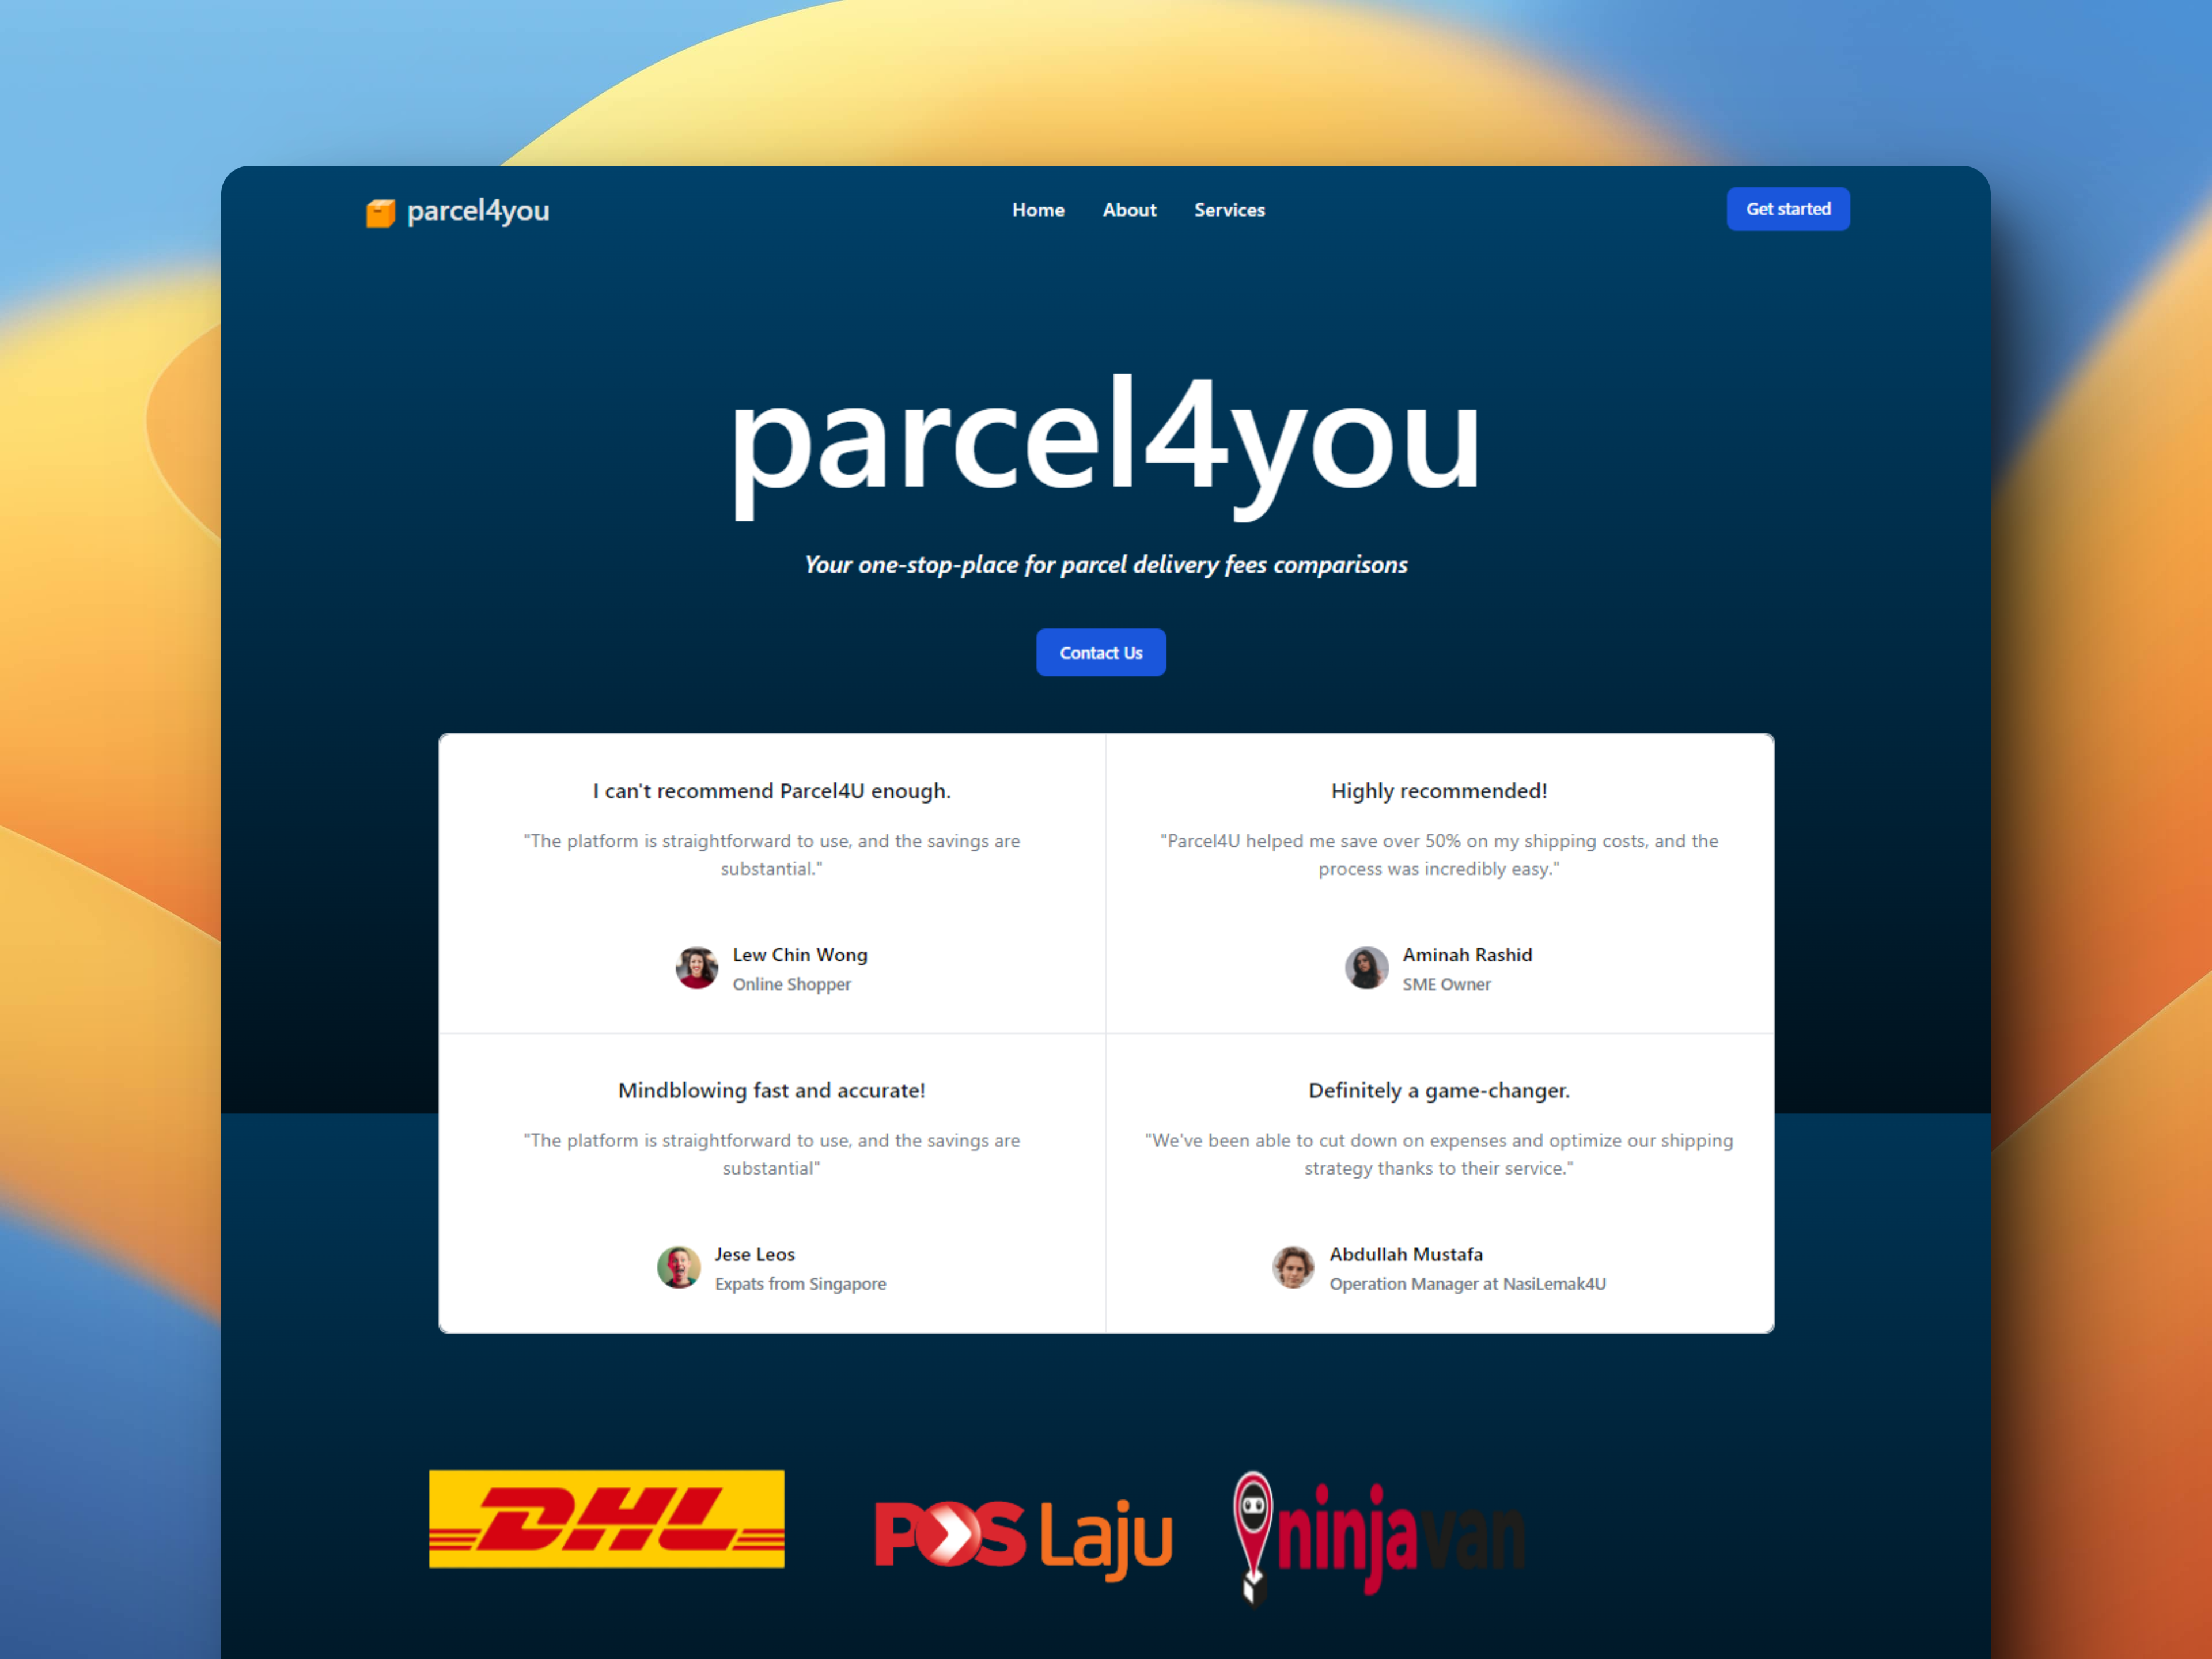 parcel4you
Home About Services
Get started
parcel4you
Your one-stop-place for parcel delivery fees comparisons
Contact Us
I can't recommend Parcel4U enough.
"The platform is straightforward to use, and the savings are
substantial."
Lew Chin Wong
Online Shopper
Highly recommended!
"Parcel4U helped me save over 50% on my shipping costs, and the
process was incredibly easy."
Aminah Rashid
SME Owner
Mindblowing fast and accurate!
"The platform is straightforward to use, and the savings are
substantial"
Jese Leos
Expats from Singapore
Definitely a game-changer.
"We've been able to cut down on expenses and optimize our shipping
strategy thanks to their service."
Abdullah Mustafa
Operation Manager at NasiLemak4U
DHL
POS Laju
ninjavan